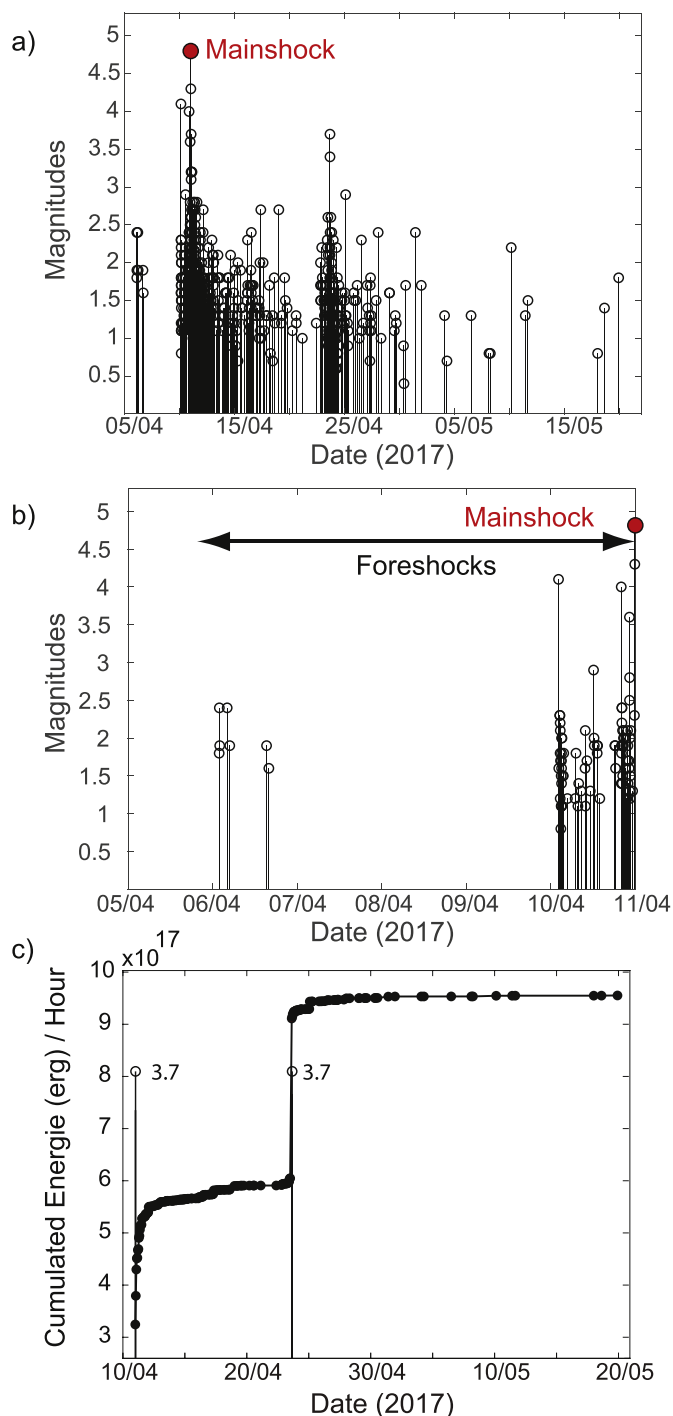 a)
Mainshock
5
4.5
4
3.5
3
2.5
2
1.5
1
0.5
Magnitudes
05/04 15/04 25/04 05/05 15/05
Date (2017)
b)
Mainshock
Foreshocks
5
4.5
4
3.5
3
2.5
2
1.5
1
0.5
Magnitudes
05/04 06/04 07/04 08/04 09/04 10/04 11/04
Date (2017)
c)
10 x10^17
9
8
7
6
5
4
3
3.7 3.7
Cumulated Energie (erg) / Hour
10/04 20/04 30/04 10/05 20/05
Date (2017)